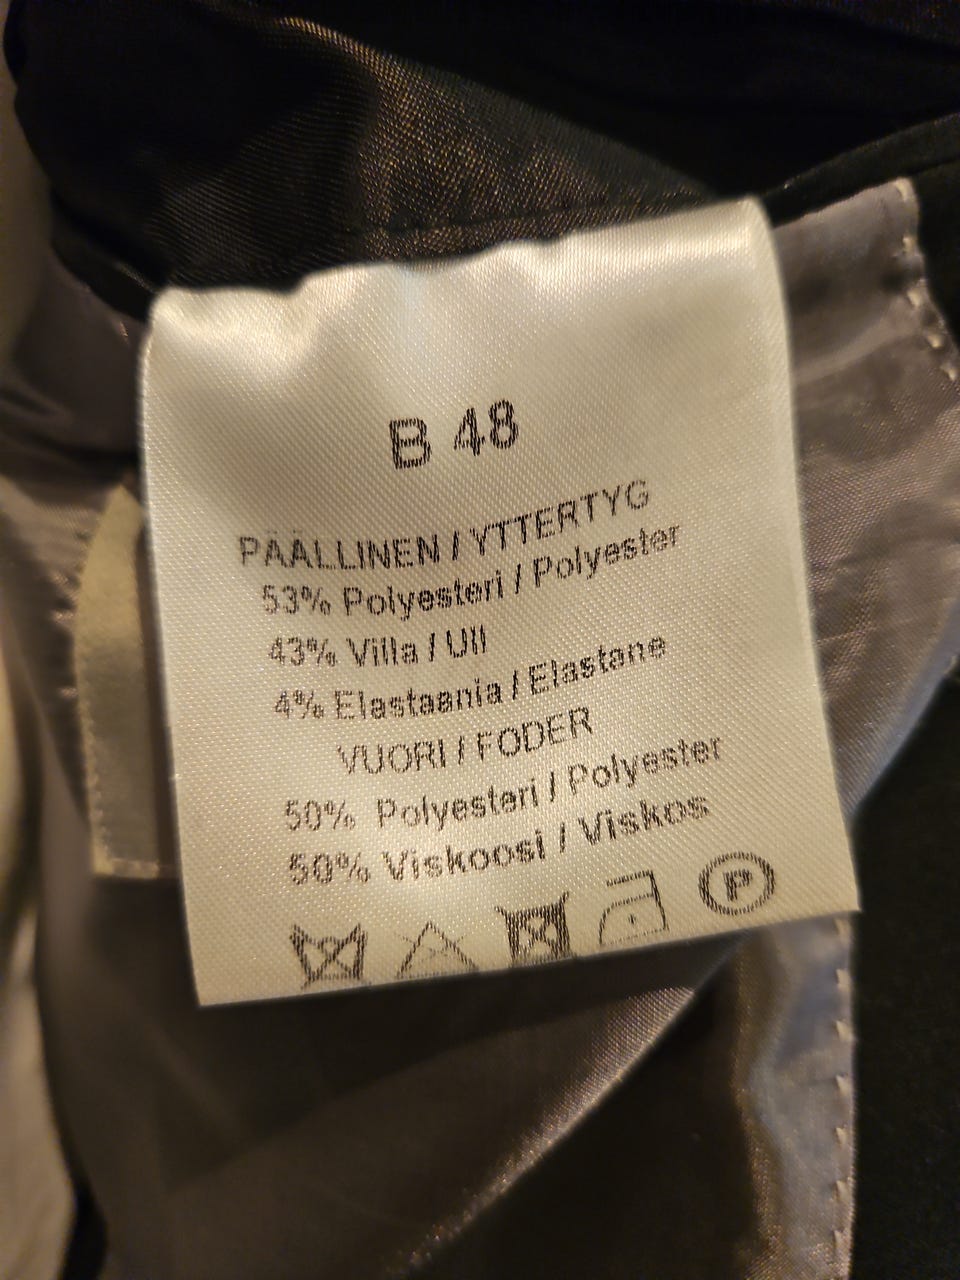 B 48
PÄÄLLINEN / YTTERTYG
53% Polyesteri / Polyester
43% Villa / Ull
4% Elastaania / Elastane
VUORI / FODER
50% Polyesteri / Polyester
50% Viskoosi / Viskos
P